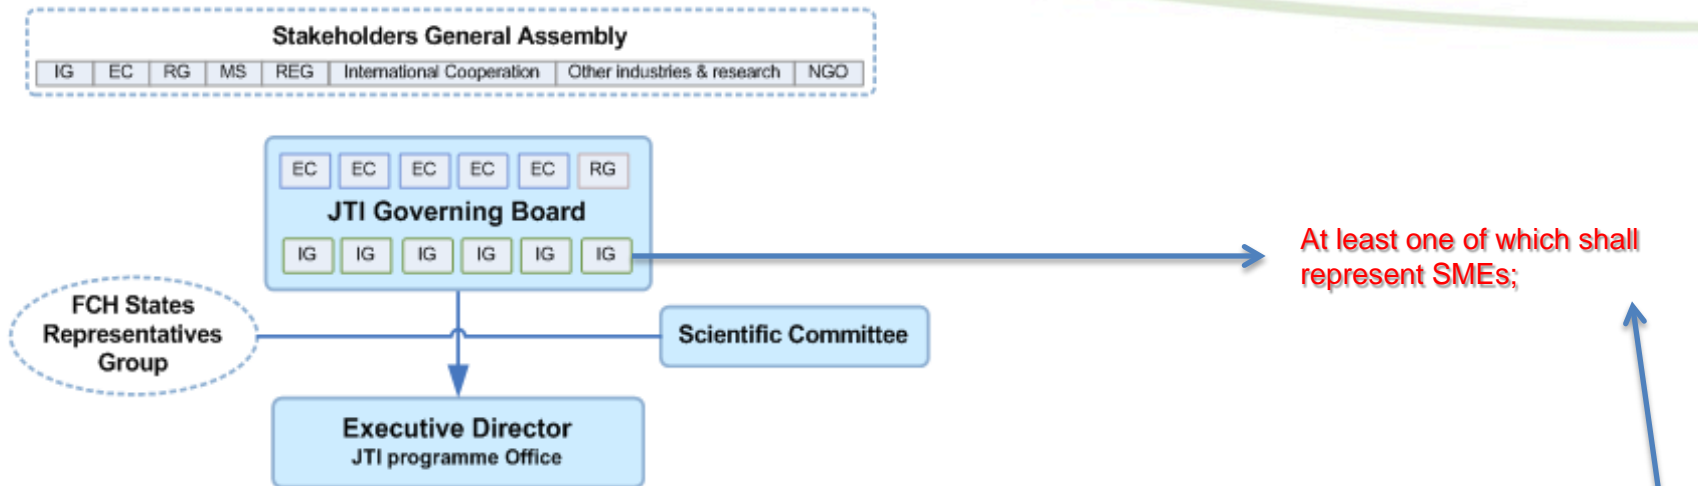 Stakeholders General Assembly
IG EC RG MS REG International Cooperation Other industries & research NGO
EC EC EC EC EC RG
JTI Governing Board
IG IG IG IG IG IG
At least one of which shall
represent SMEs;
FCH States
Representatives
Group
Scientific Committee
Executive Director
JTI programme Office